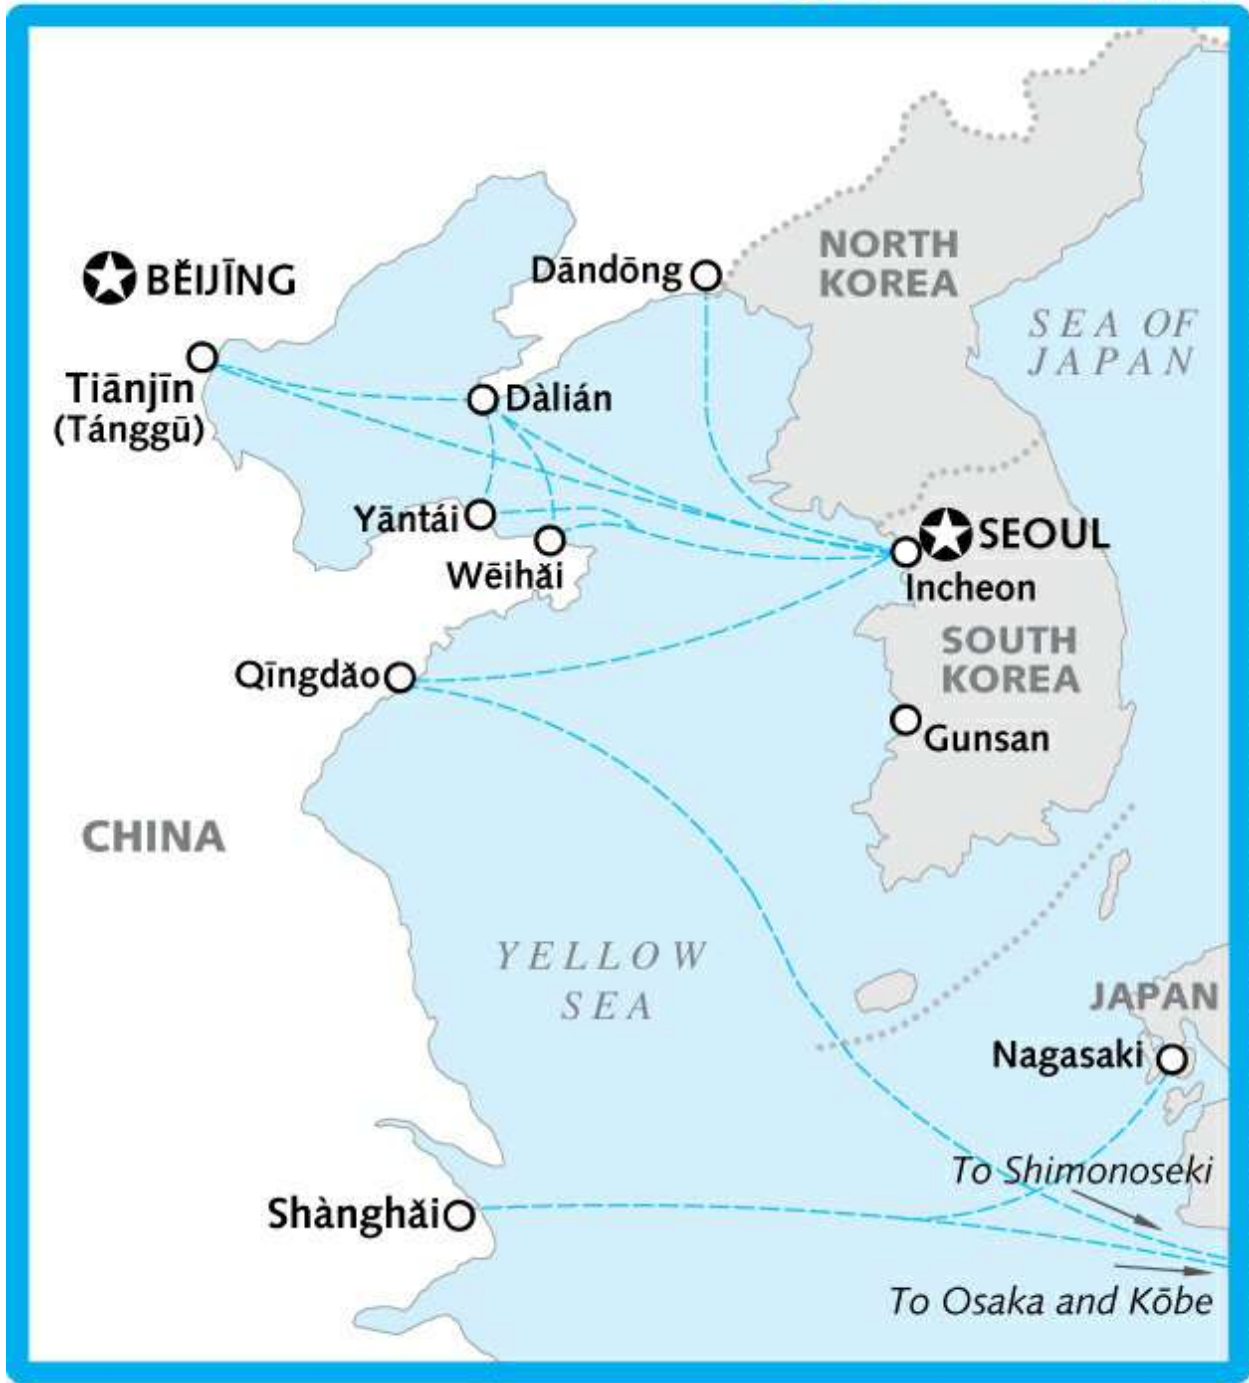 NORTH
KOREA
Dāndōng
BĚIJĪNG
SEA OF
JAPAN
Tiānjīn
(Tánggū)
Dàlián
Yāntái
SEOUL
Wēihǎi
Incheon
SOUTH
KOREA
Qīngdǎo
Gunsan
CHINA
YELLOW
SEA
JAPAN
Nagasaki
To Shimonoseki
Shànghǎi
To Osaka and Kōbe